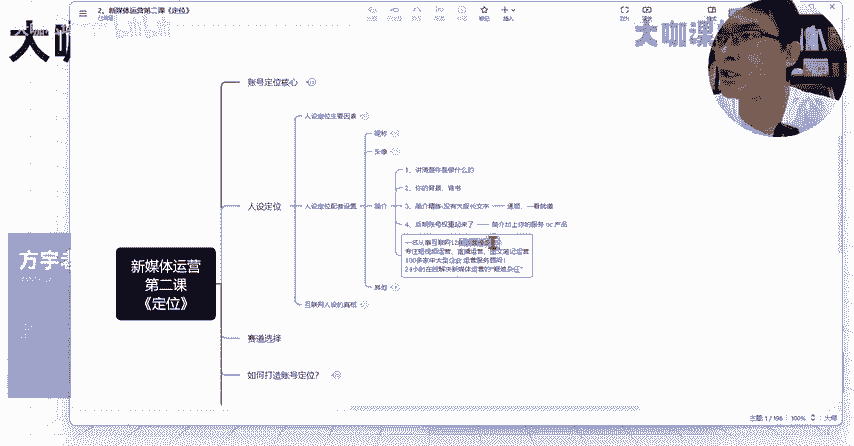 大咖
2、新媒体运营第二课《定位》
插入
大咖课
账号定位核心
人设定位主要因素
昵称
头像
1、讲清楚你是做什么的
2、你的背景、背书
人设定位
人设定位配套设置
简介
3、简介精练,没有大段长文字
通顺、一看就懂
4、后期账号权重起来了
简介加上你的服务 or 产品
一名从事互联网12
专注短视频运营、直播运营、图文笔记运营
100多家中大型企业 运营服务顾问!
24小时在线解决新媒体运营的“疑难杂症”
方宇老
新媒体运营
第二课
《定位》
互联网人设的真相
赛道选择
如何打造账号定位?
主题: 1 / 196
100%
大师